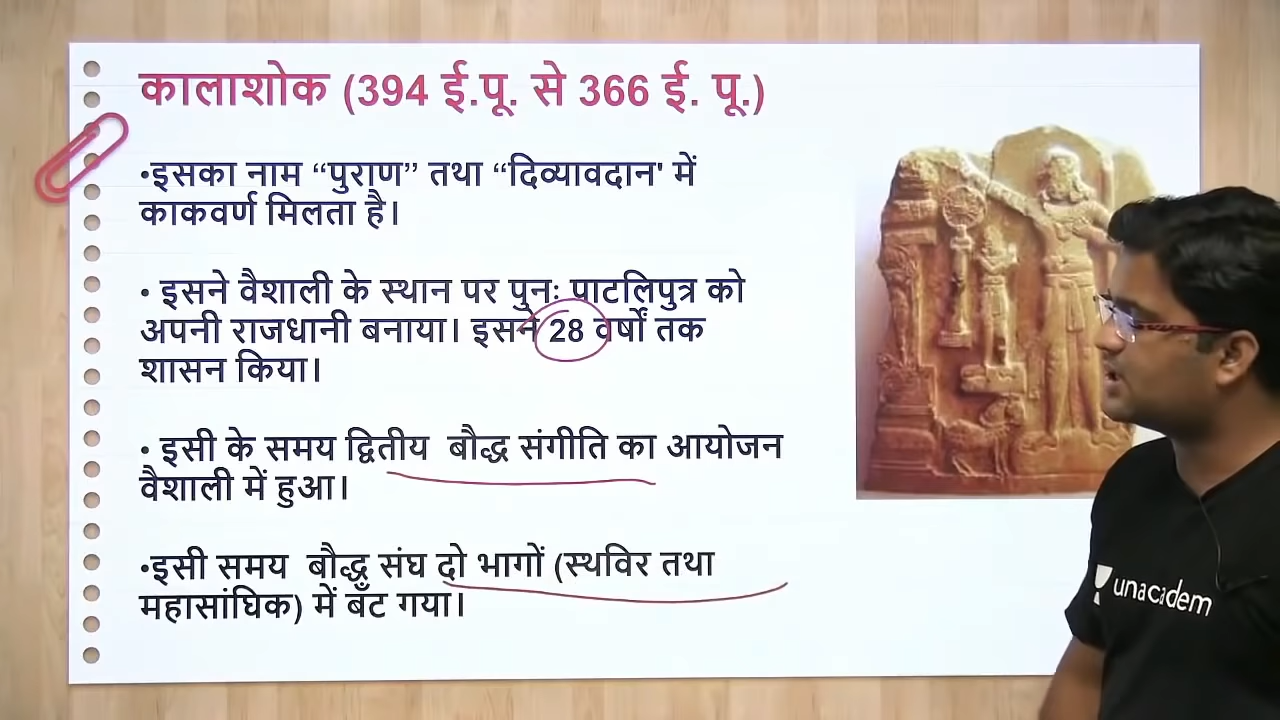 कालाशोक (394 ई.पू. से 366 ई. पू.)
•इसका नाम “पुराण” तथा “दिव्यावदान' में
काकवर्ण मिलता है।
• इसने वैशाली के स्थान पर पुनः पाटलिपुत्र को
अपनी राजधानी बनाया। इसने 28 वर्षों तक
शासन किया।
• इसी के समय द्वितीय बौद्ध संगीति का आयोजन
वैशाली में हुआ।
•इसी समय बौद्ध संघ दो भागों (स्थविर तथा
महासांघिक) में बँट गया।
unacadem